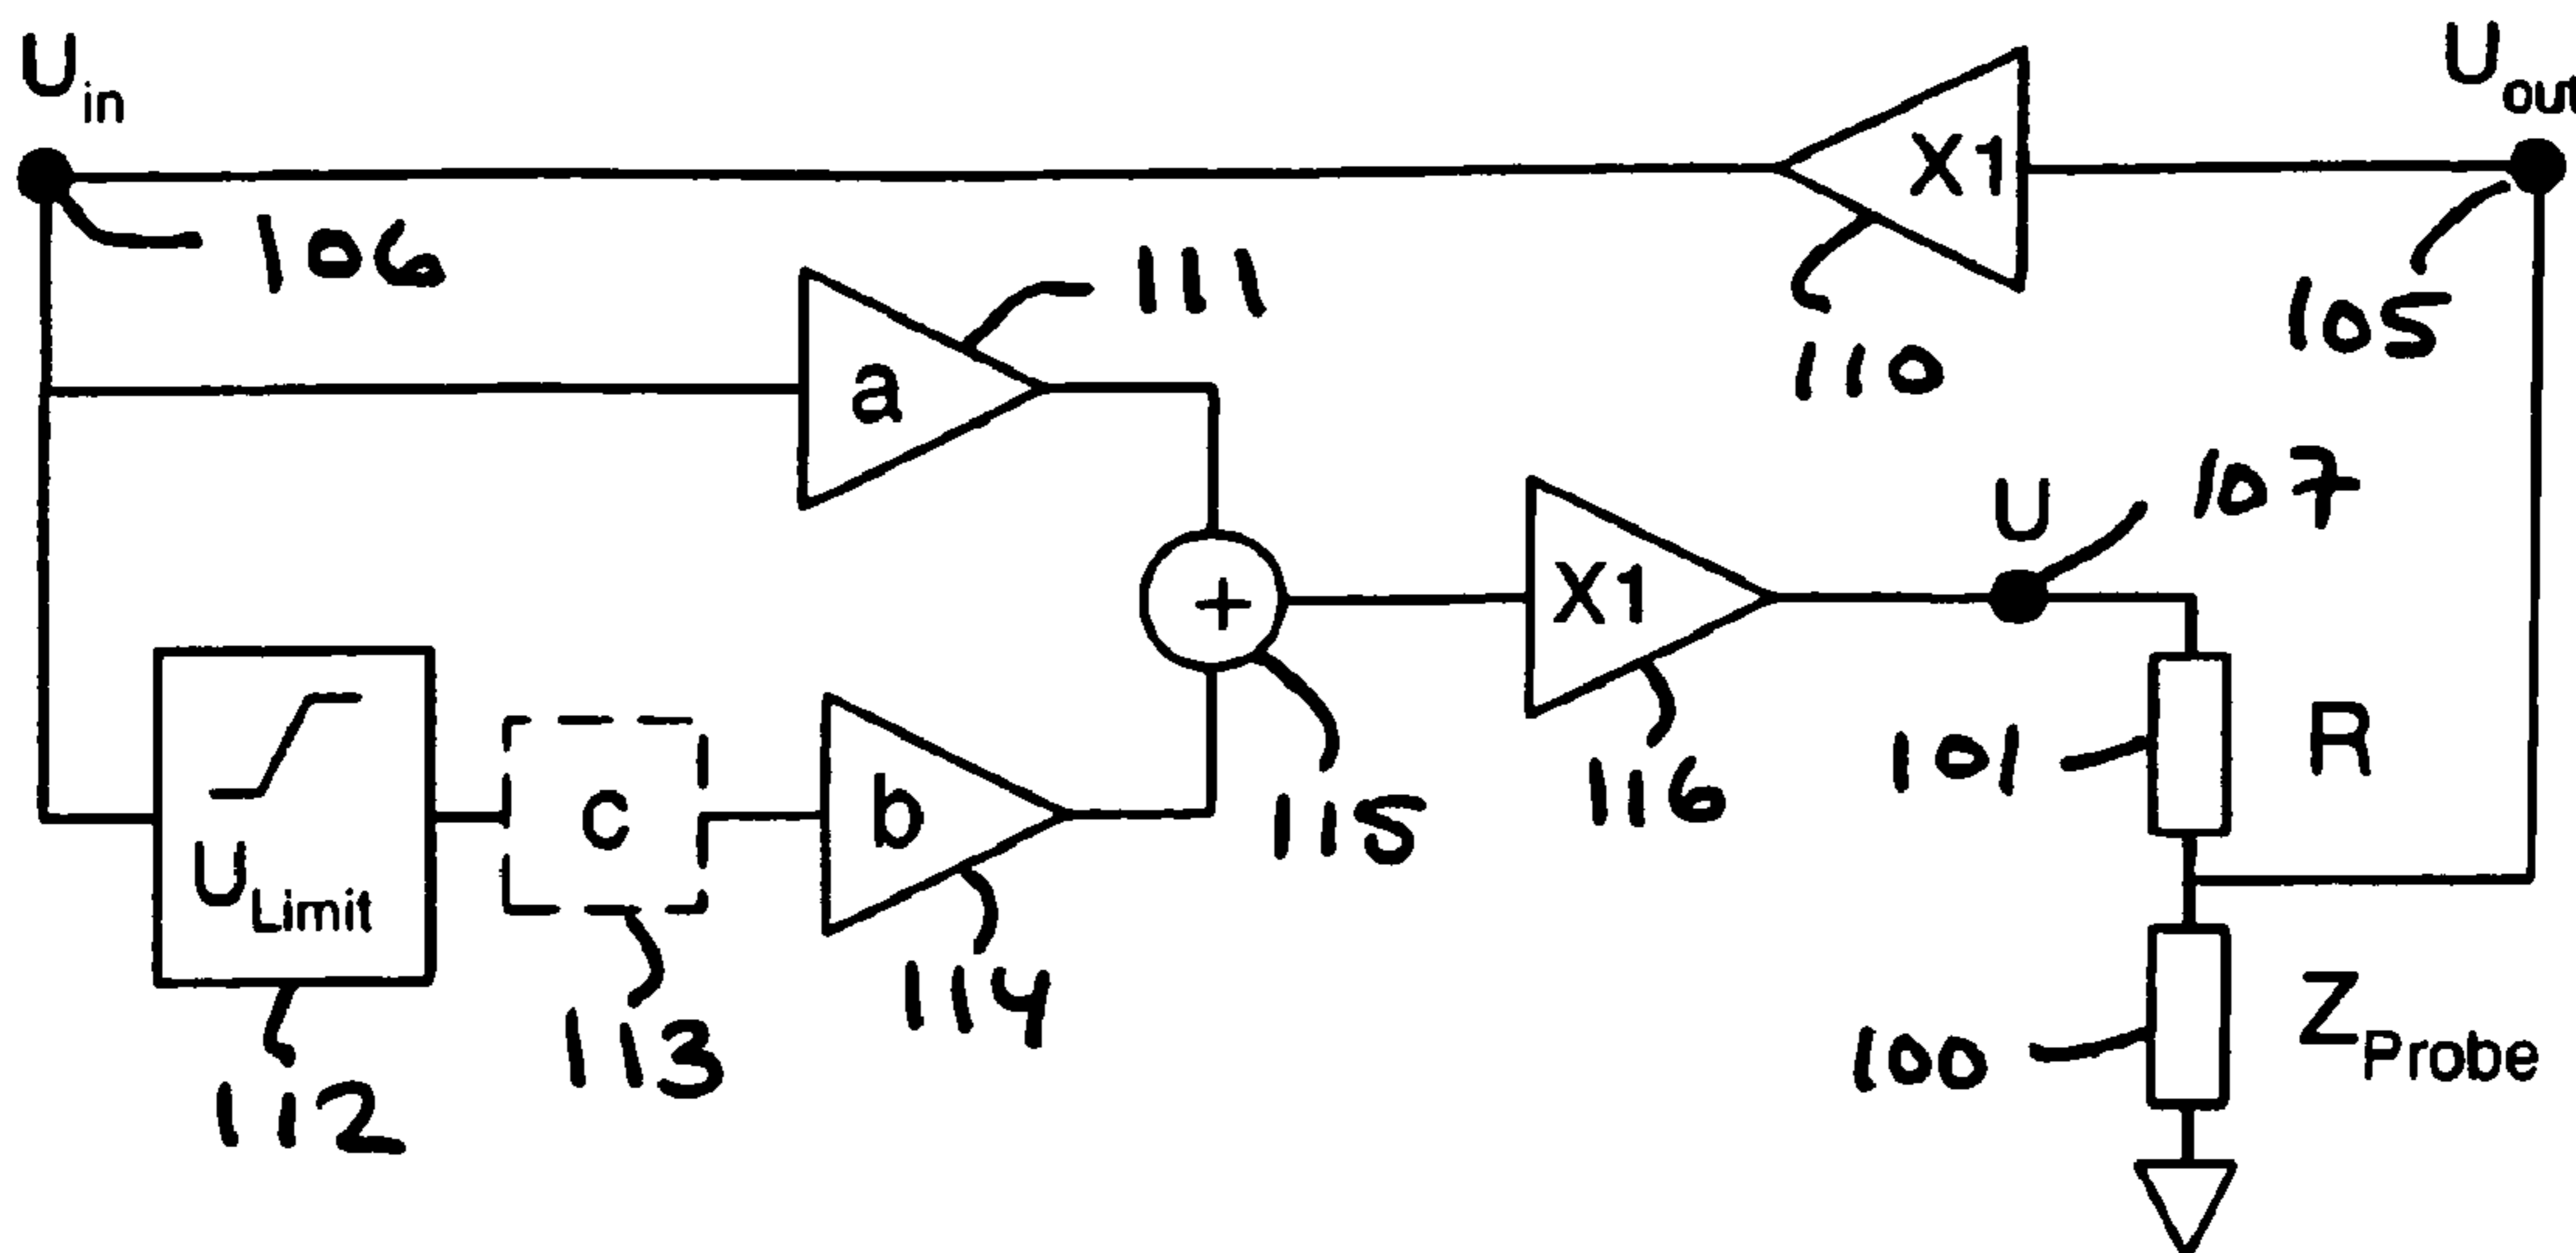 U_in
U_out
X1
106
111
105
a
110
107
U
+
X1
R
101
c
b
116
115
U_Limit
114
Z_Probe
113
100
112